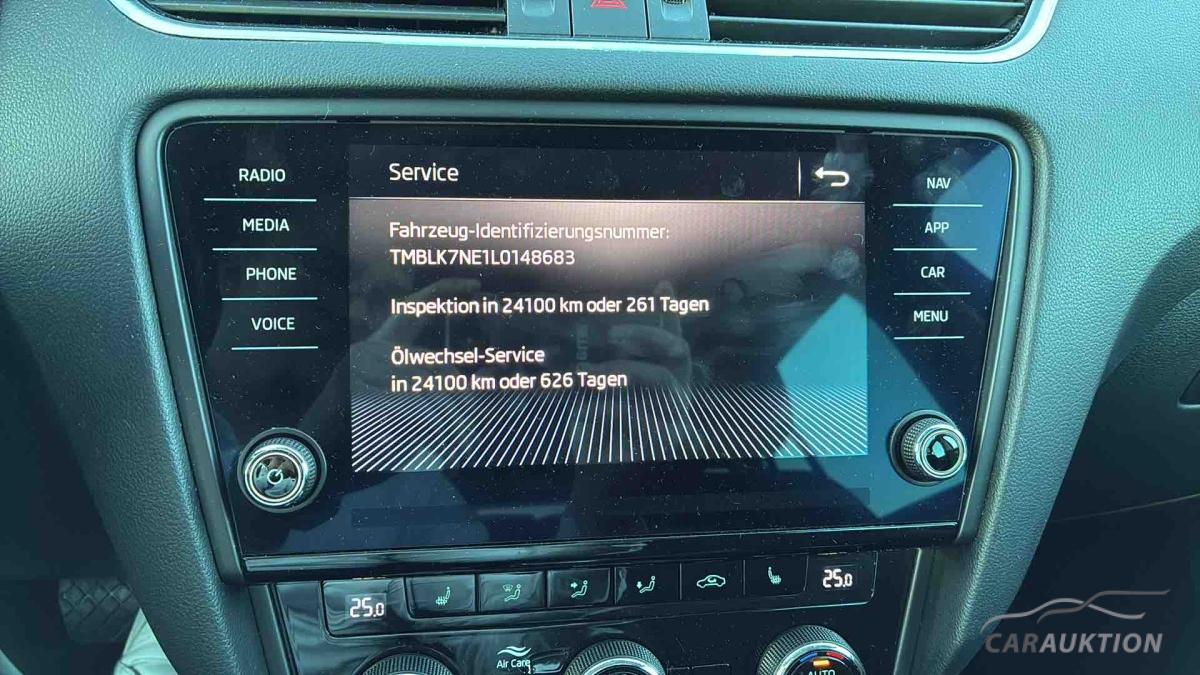 Service
RADIO
MEDIA
PHONE
VOICE
Fahrzeug-Identifizierungsnummer:
TMBLK7NE1L0148683
Inspektion in 24100 km oder 261 Tagen
Ölwechsel-Service
in 24100 km oder 626 Tagen
NAV
APP
CAR
MENU
25.0
25.0
Air Care
AUTO
CARAUKTION